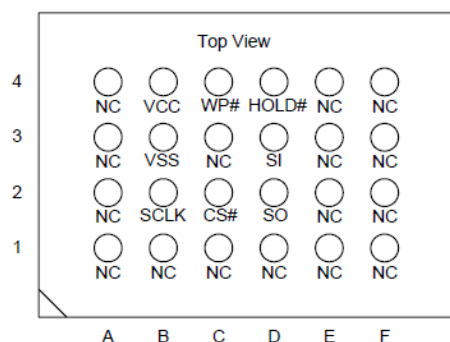 Top View
4
NC VCC WP# HOLD# NC NC
3
NC VSS NC SI NC NC
2
NC SCLK CS# SO NC NC
1
NC NC NC NC NC NC
A B C D E F